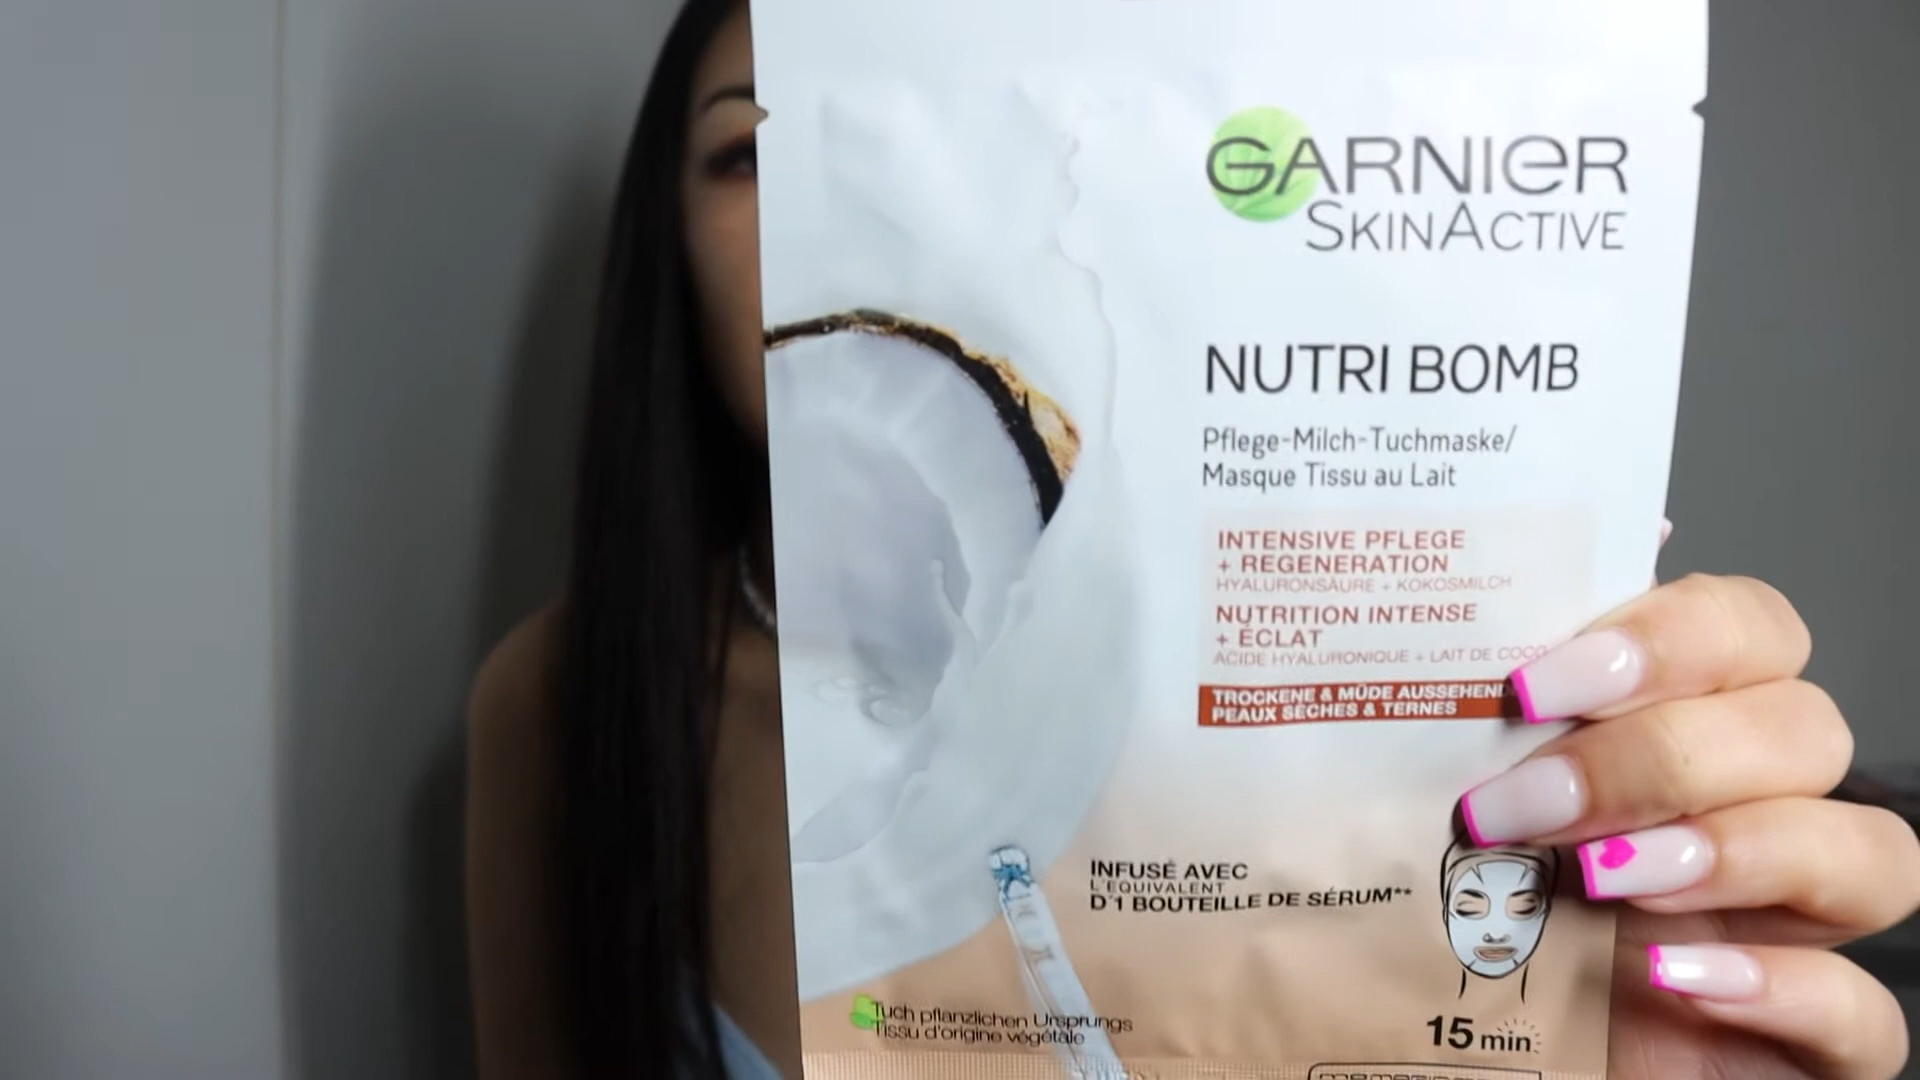 GARNIER
SKINACTIVE
NUTRI BOMB
Pflege-Milch-Tuchmaske/
Masque Tissu au Lait
INTENSIVE PFLEGE
+ REGENERATION
HYALURONSÄURE + KOKOSMILCH
NUTRITION INTENSE
+ ÉCLAT
ACIDE HYALURONIQUE + LAIT DE COCO
TROCKENE & MÜDE AUSSEHEND
PEAUX SÈCHES & TERNES
INFUSÉ AVEC
L'ÉQUIVALENT
D'1 BOUTEILLE DE SÉRUM**
Tuch pflanzlichen Ursprungs
Tissu d'origine végétale
15 min